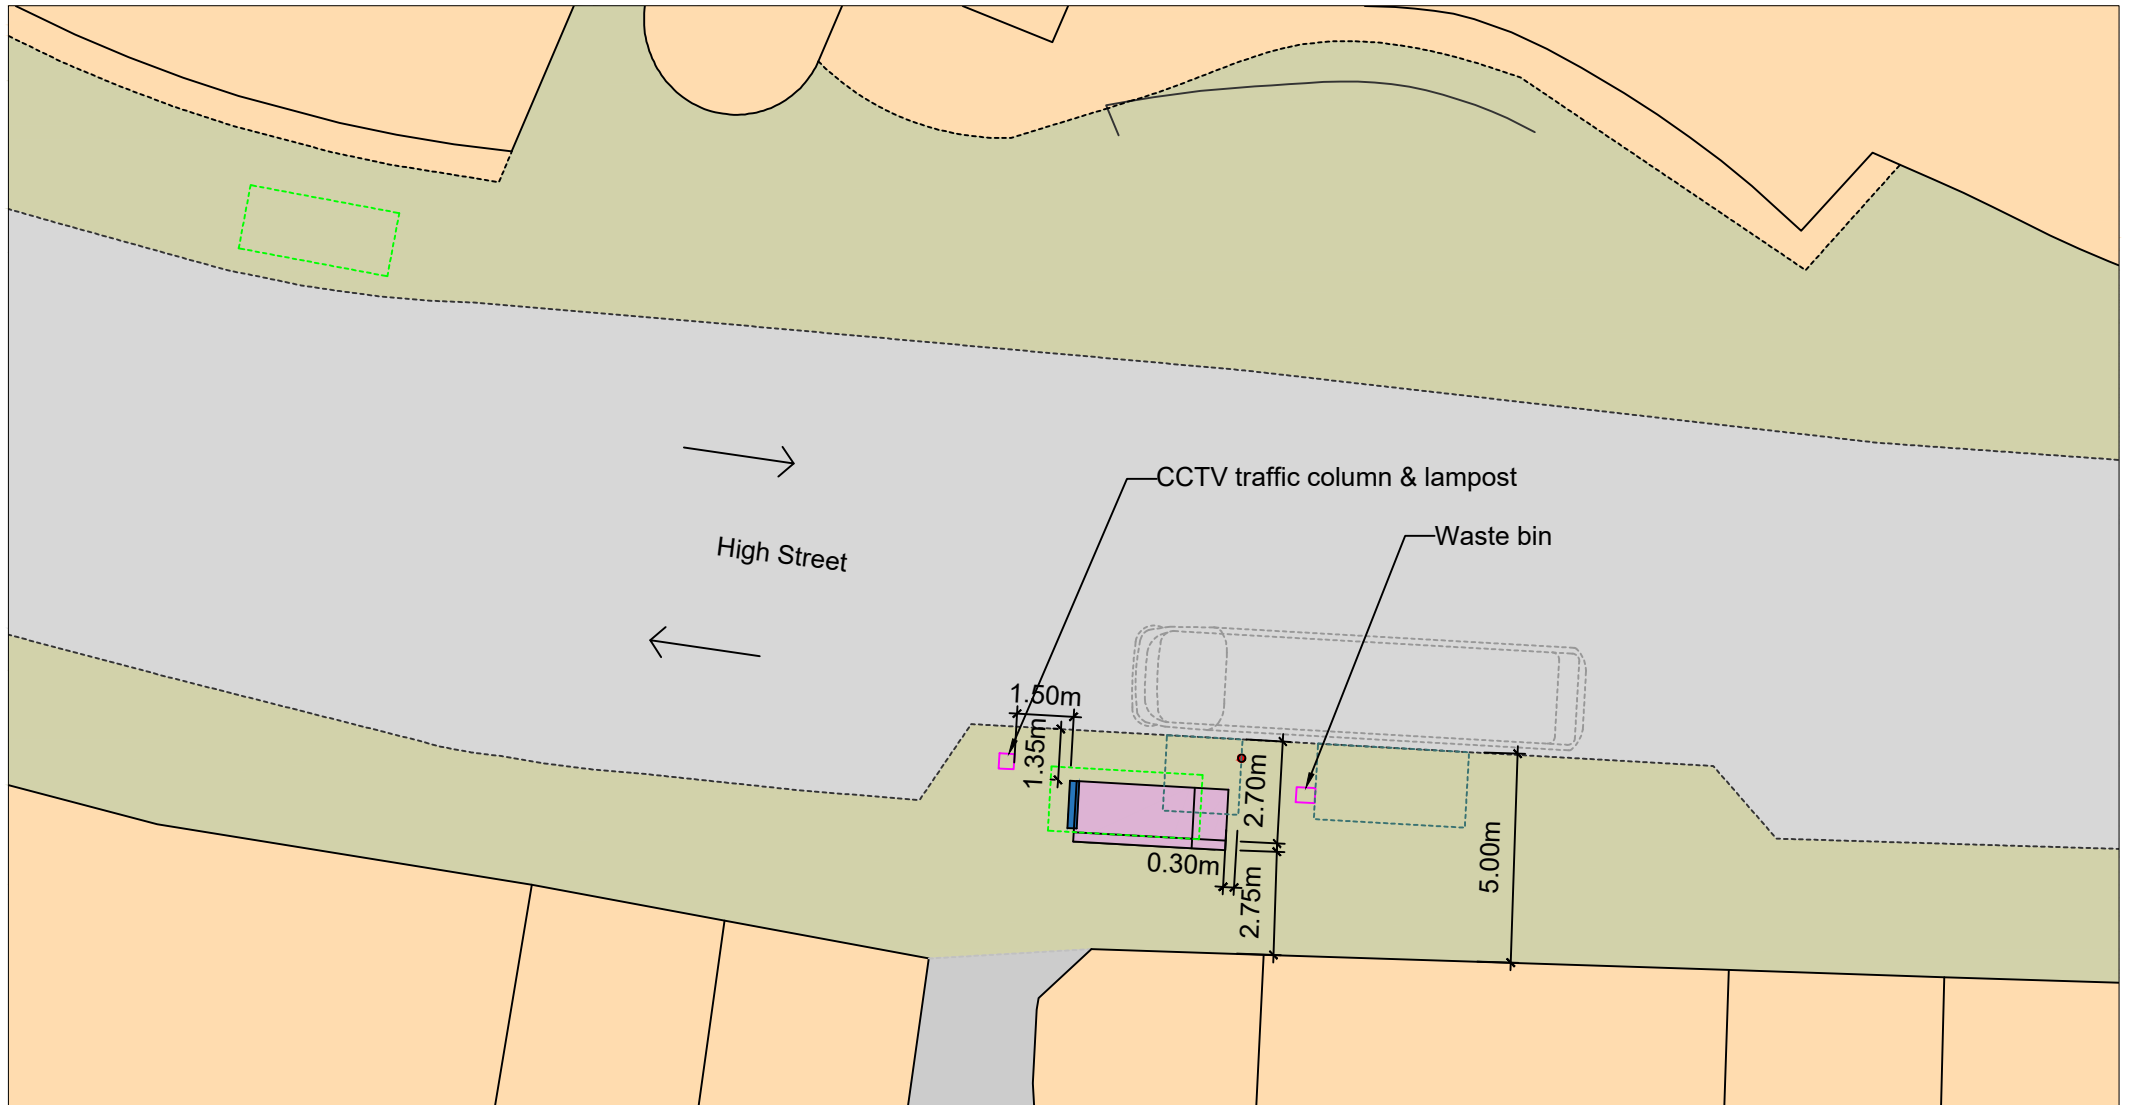 CCTV traffic column & lampost
Waste bin
High Street
1.50m
1.35m
2.70m
0.30m
2.75m
5.00m